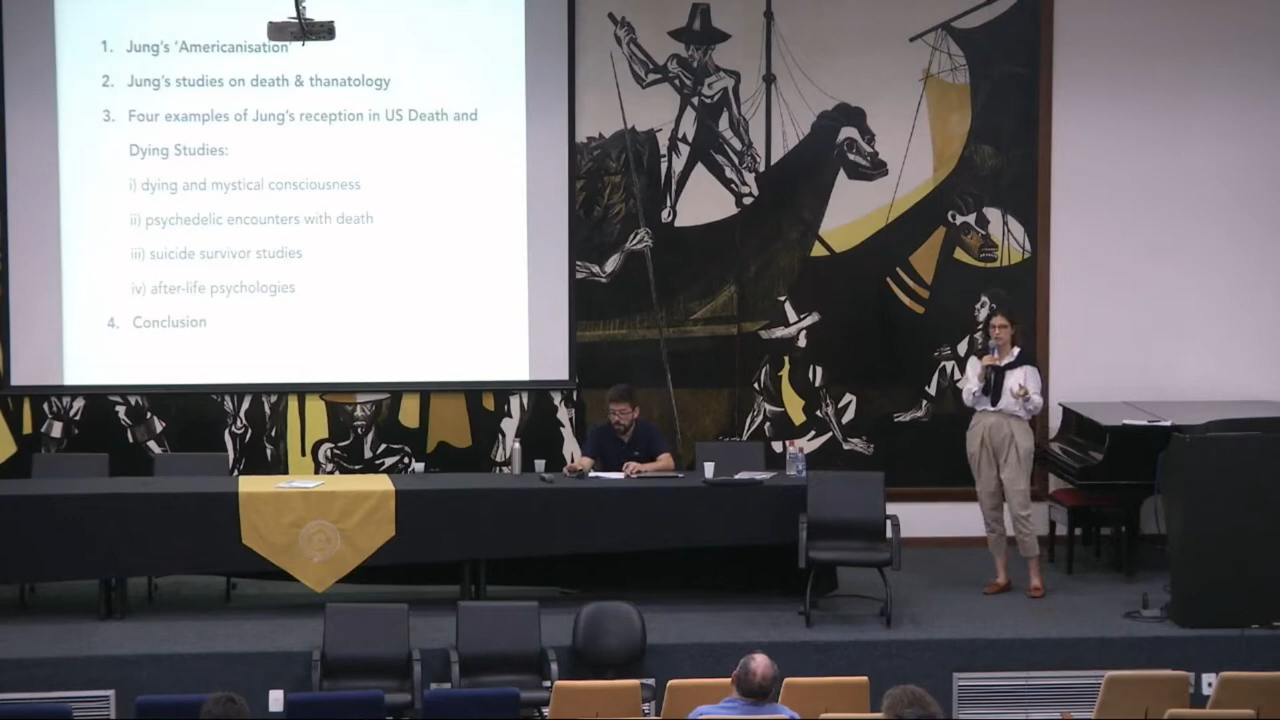 1. Jung's 'Americanisation'
2. Jung's studies on death & thanatology
3. Four examples of Jung's reception in US Death and
Dying Studies:
i) dying and mystical consciousness
ii) psychedelic encounters with death
iii) suicide survivor studies
iv) after-life psychologies
4. Conclusion